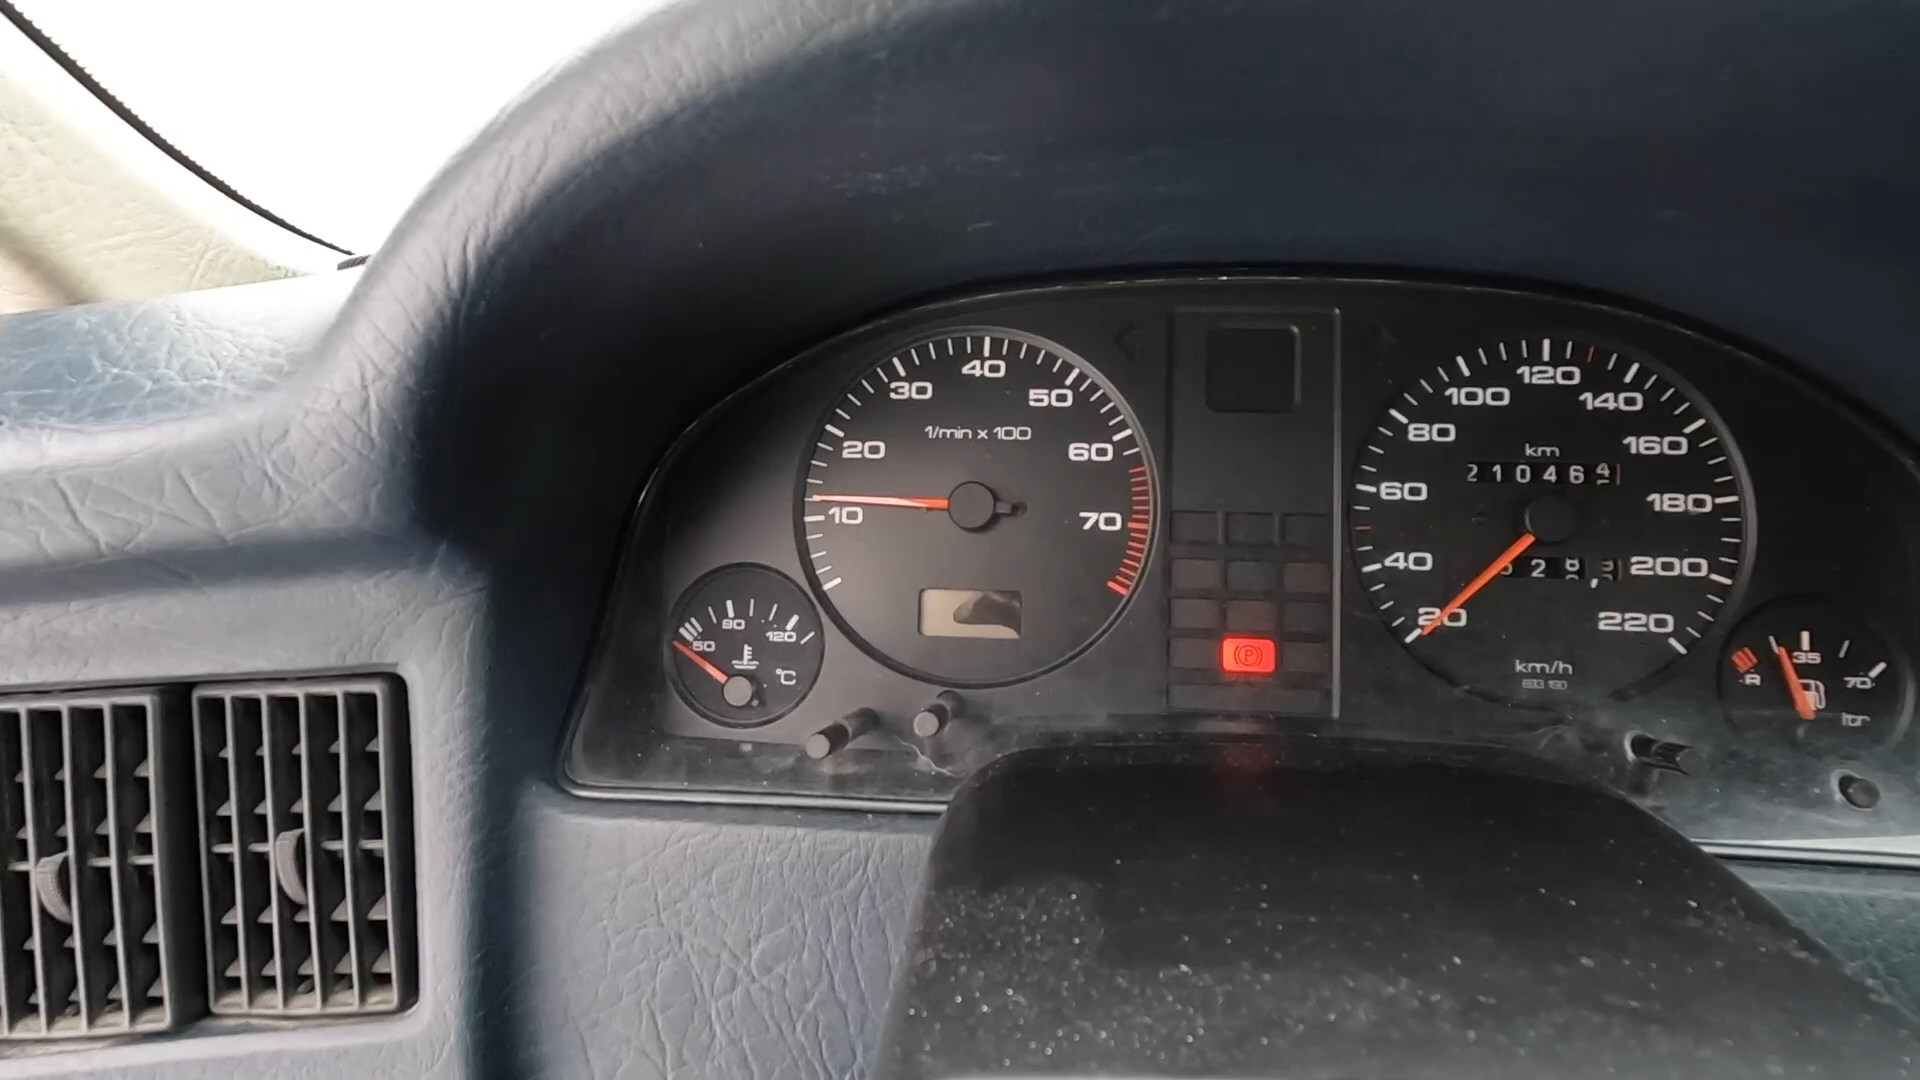 10 20 30 40 50 60 70
1/min x 100
50 90 120
°C
P
20 40 60 80 100 120 140 160 180 200 220
km
210464
28,
km/h
R 35 70
ltr